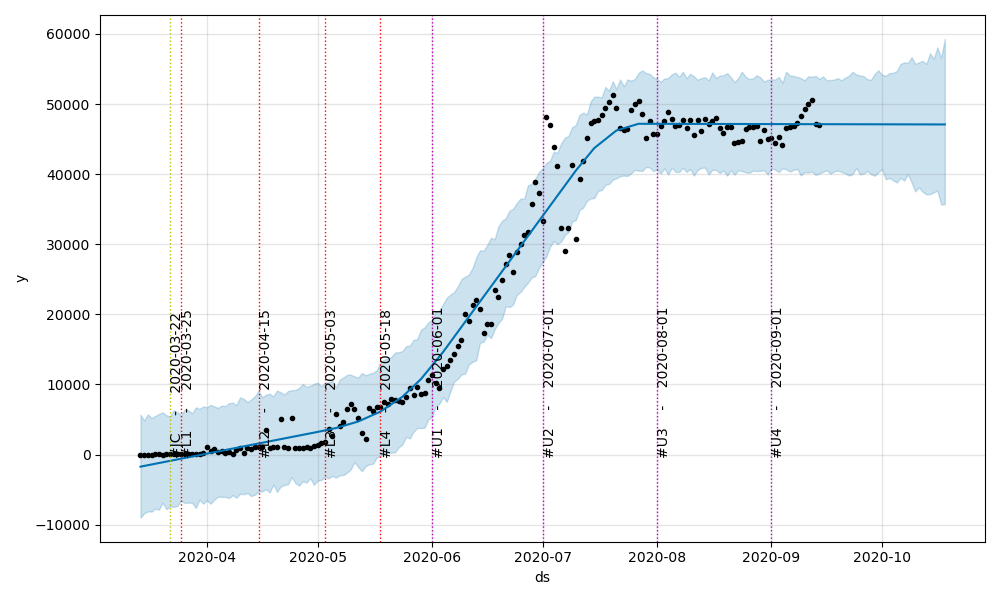 60000
50000
40000
30000
20000
10000
0
−10000
y
#JC - 2020-03-22
#L1 - 2020-03-25
#L2 - 2020-04-15
#L3 - 2020-05-03
#L4 - 2020-05-18
#U1 - 2020-06-01
#U2 - 2020-07-01
#U3 - 2020-08-01
#U4 - 2020-09-01
2020-04 2020-05 2020-06 2020-07 2020-08 2020-09 2020-10
ds